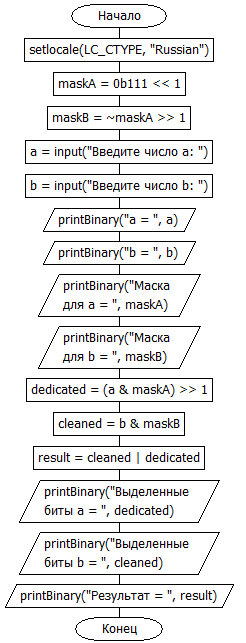 Начало
setlocale(LC_CTYPE, "Russian")
maskA = 0b111 << 1
maskB = ~maskA >> 1
a = input("Введите число a: ")
b = input("Введите число b: ")
printBinary("a = ", a)
printBinary("b = ", b)
printBinary("Маска
для a = ", maskA)
printBinary("Маска
для b = ", maskB)
dedicated = (a & maskA) >> 1
cleaned = b & maskB
result = cleaned | dedicated
printBinary("Выделенные
биты a = ", dedicated)
printBinary("Выделенные
биты b = ", cleaned)
printBinary("Результат = ", result)
Конец